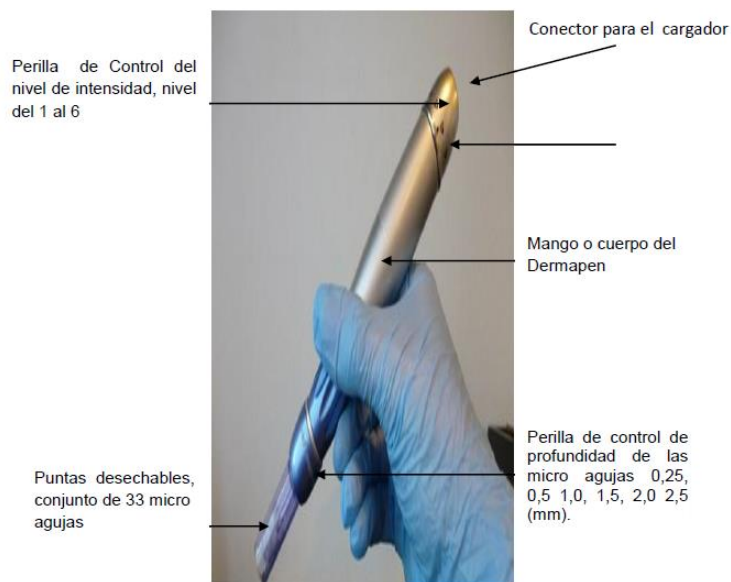 Conector para el cargador
Perilla de Control del
nivel de intensidad, nivel
del 1 al 6
Mango o cuerpo del
Dermapen
Perilla de control de
profundidad de las
micro agujas 0,25,
0,5 1,0, 1,5, 2,0 2,5
(mm).
Puntas desechables,
conjunto de 33 micro
agujas